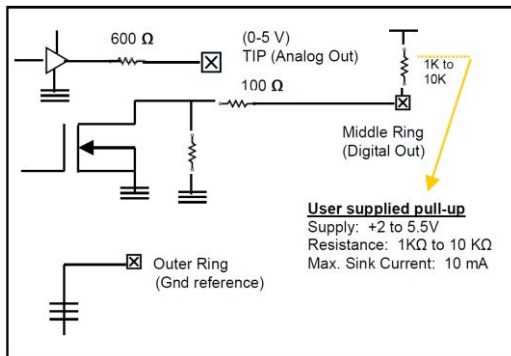 600 Ω
(0-5 V)
TIP (Analog Out)
100 Ω
1K to
10K
Middle Ring
(Digital Out)
User supplied pull-up
Supply: +2 to 5.5V
Resistance: 1KΩ to 10 KΩ
Max. Sink Current: 10 mA
Outer Ring
(Gnd reference)